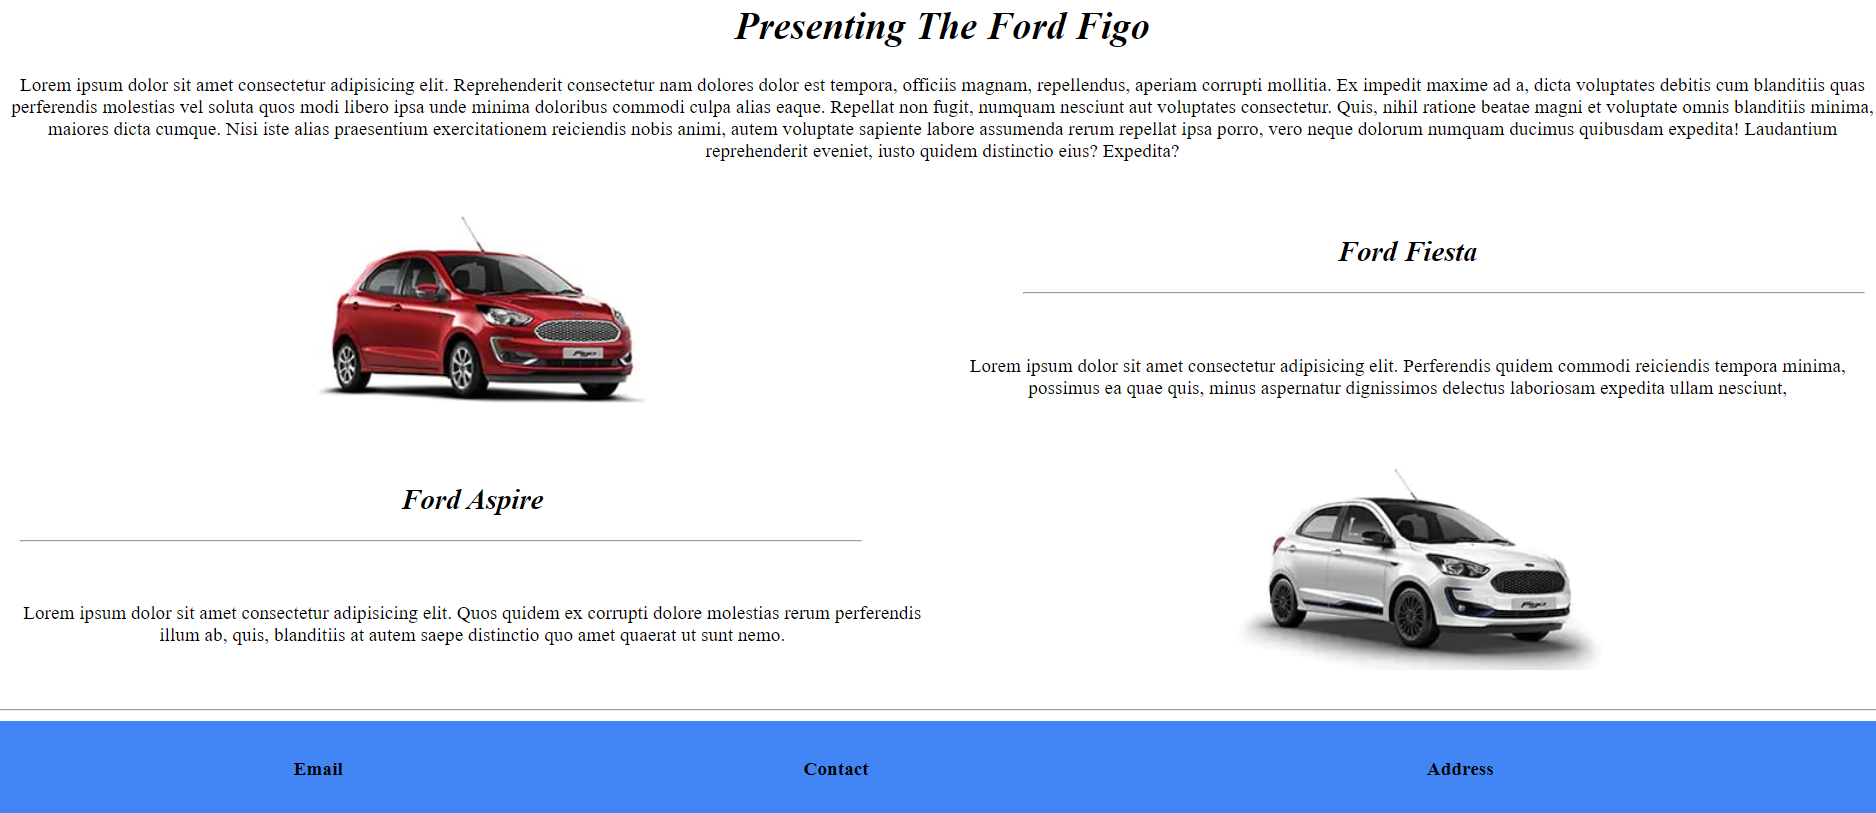 Presenting The Ford Figo
Lorem ipsum dolor sit amet consectetur adipisicing elit. Reprehenderit consectetur nam dolores dolor est tempora, officiis magnam, repellendus, aperiam corrupti mollitia. Ex impedit maxime ad a, dicta voluptates debitis cum blanditiis quas
perferendis molestias vel soluta quos modi libero ipsa unde minima doloribus commodi culpa alias eaque. Repellat non fugit, numquam nesciunt aut voluptates consectetur. Quis, nihil ratione beatae magni et voluptate omnis blanditiis minima,
maiores dicta cumque. Nisi iste alias praesentium exercitationem reiciendis nobis animi, autem voluptate sapiente labore assumenda rerum repellat ipsa porro, vero neque dolorum numquam ducimus quibusdam expedita! Laudantium
reprehenderit eveniet, iusto quidem distinctio eius? Expedita?
Figo
Ford Fiesta
Lorem ipsum dolor sit amet consectetur adipisicing elit. Perferendis quidem commodi reiciendis tempora minima,
possimus ea quae quis, minus aspernatur dignissimos delectus laboriosam expedita ullam nesciunt,
Ford Aspire
Lorem ipsum dolor sit amet consectetur adipisicing elit. Quos quidem ex corrupti dolore molestias rerum perferendis
illum ab, quis, blanditiis at autem saepe distinctio quo amet quaerat ut sunt nemo.
Figo
Email
Contact
Address